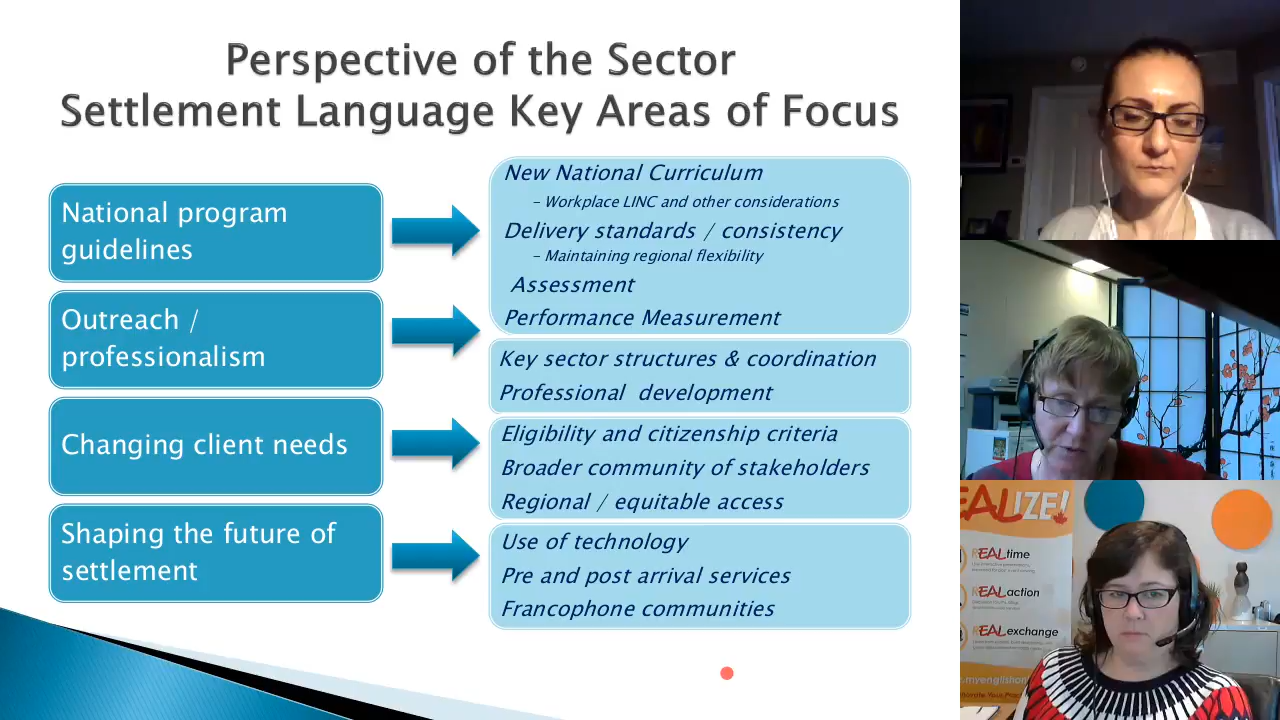 Perspective of the Sector
Settlement Language Key Areas of Focus
National program
guidelines
New National Curriculum
– Workplace LINC and other considerations
Delivery standards / consistency
– Maintaining regional flexibility
Assessment
Performance Measurement
Outreach /
professionalism
Key sector structures & coordination
Professional development
Changing client needs
Eligibility and citizenship criteria
Broader community of stakeholders
Regional / equitable access
Shaping the future of
settlement
Use of technology
Pre and post arrival services
Francophone communities
EALIZE!
REALtime
REALaction
REALexchange